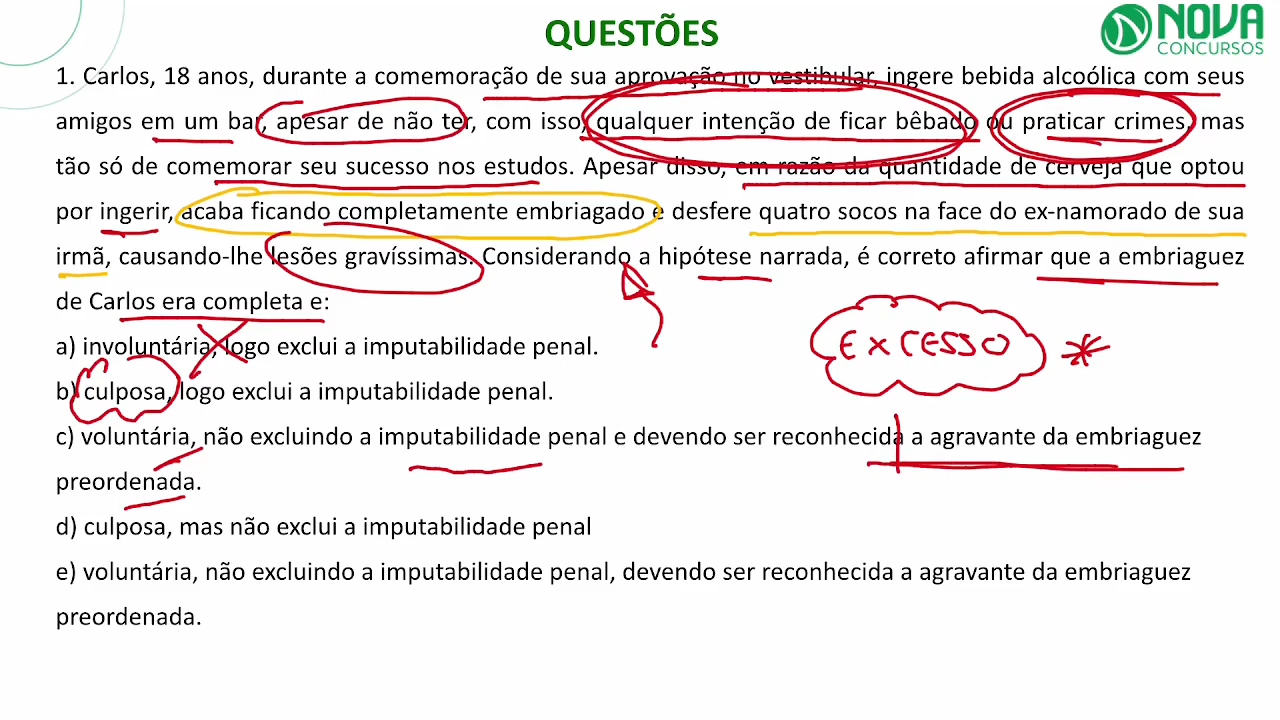 QUESTÕES
NOVA
CONCURSOS
1. Carlos, 18 anos, durante a comemoração de sua aprovação no vestibular, ingere bebida alcoólica com seus
amigos em um bar, apesar de não ter, com isso, qualquer intenção de ficar bêbado ou praticar crimes, mas
tão só de comemorar seu sucesso nos estudos. Apesar disso, em razão da quantidade de cerveja que optou
por ingerir, acaba ficando completamente embriagado e desfere quatro socos na face do ex-namorado de sua
irmã, causando-lhe lesões gravíssimas. Considerando a hipótese narrada, é correto afirmar que a embriaguez
de Carlos era completa e:
a) involuntária, logo exclui a imputabilidade penal.
EXCESSO *
b) culposa, logo exclui a imputabilidade penal.
c) voluntária, não excluindo a imputabilidade penal e devendo ser reconhecida a agravante da embriaguez
preordenada.
d) culposa, mas não exclui a imputabilidade penal
e) voluntária, não excluindo a imputabilidade penal, devendo ser reconhecida a agravante da embriaguez
preordenada.